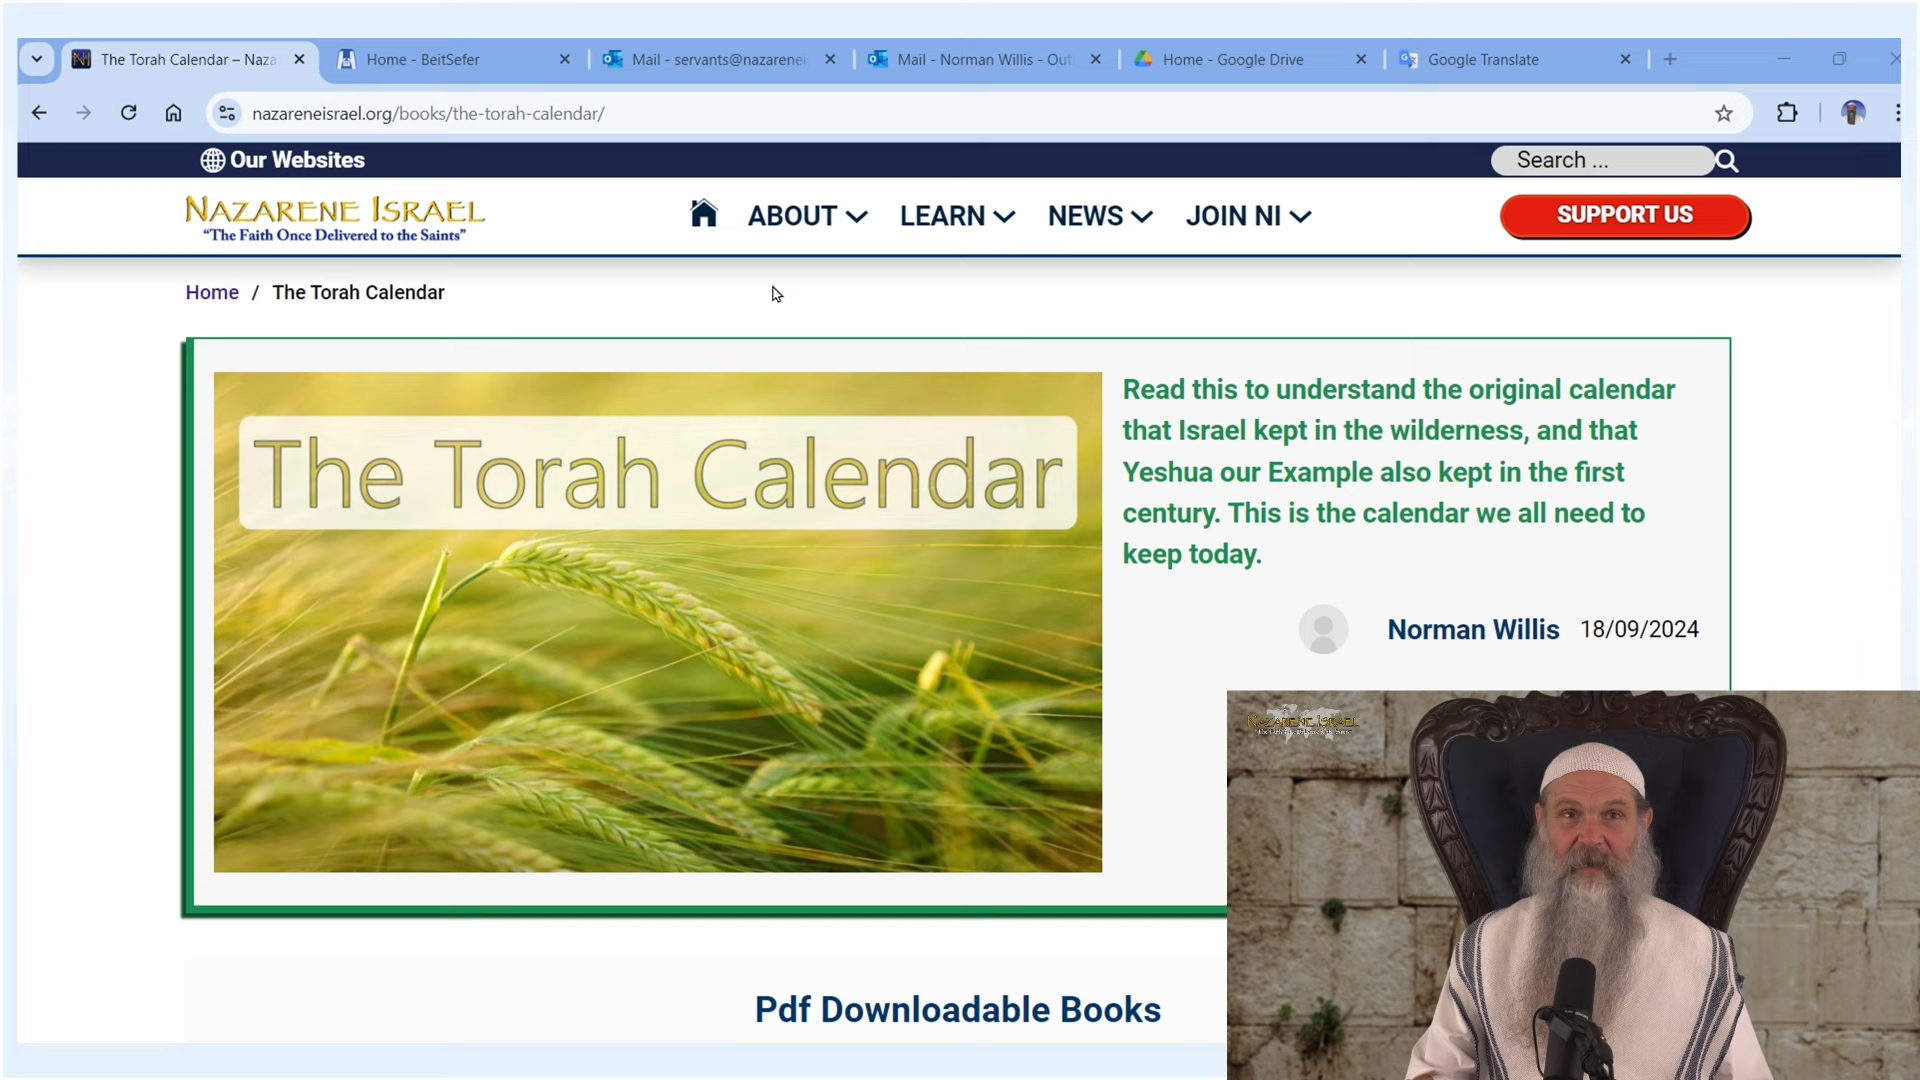 The Torah Calendar – Naza
Home - BeitSefer
Mail - servants@nazarenei
Mail - Norman Willis - Out
Home - Google Drive
Google Translate
nazareneisrael.org/books/the-torah-calendar/
Our Websites
Search ...
NAZARENE ISRAEL
"The Faith Once Delivered to the Saints"
ABOUT
LEARN
NEWS
JOIN NI
SUPPORT US
Home / The Torah Calendar
The Torah Calendar
Read this to understand the original calendar
that Israel kept in the wilderness, and that
Yeshua our Example also kept in the first
century. This is the calendar we all need to
keep today.
Norman Willis 18/09/2024
NAZARENE ISRAEL
Pdf Downloadable Books